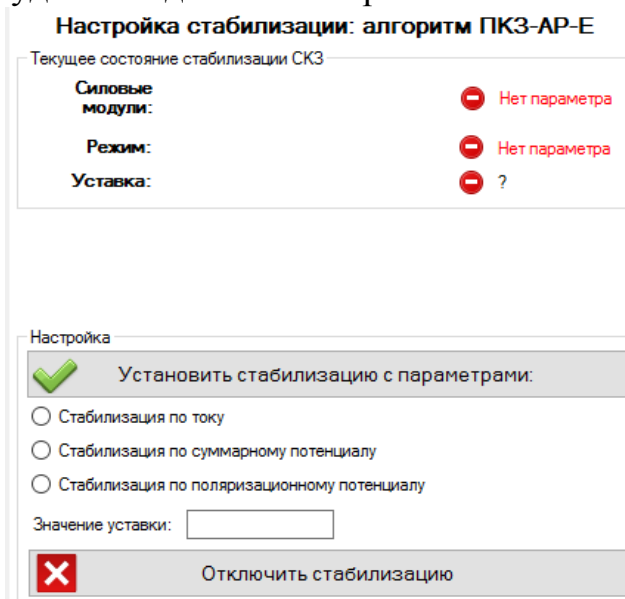 Настройка стабилизации: алгоритм ПКЗ-АР-Е
Текущее состояние стабилизации СКЗ
Силовые
модули:
Нет параметра
Режим:
Нет параметра
Уставка:
?
Настройка
Установить стабилизацию с параметрами:
Стабилизация по току
Стабилизация по суммарному потенциалу
Стабилизация по поляризационному потенциалу
Значение уставки:
Отключить стабилизацию